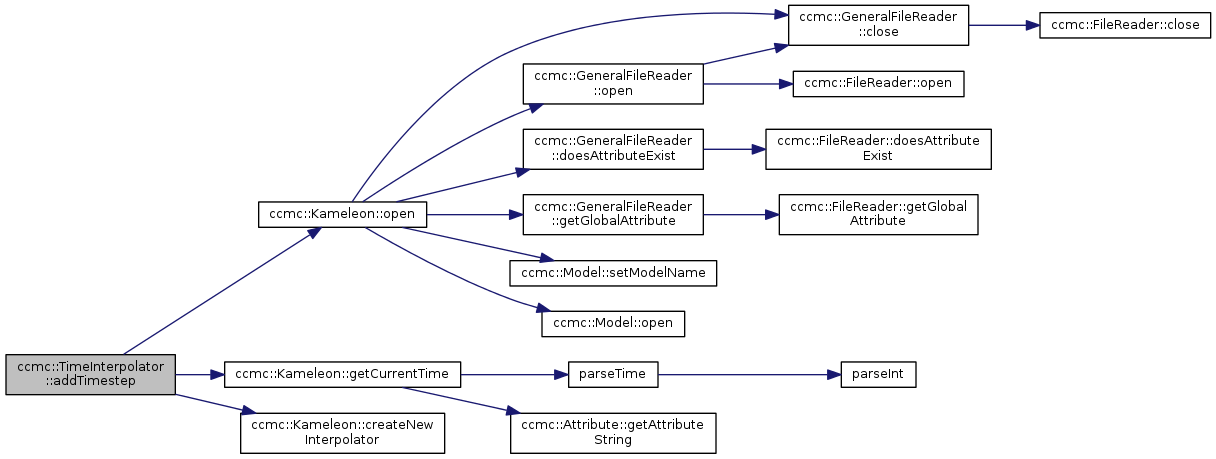 ccmc::GeneralFileReader
::close
ccmc::FileReader::close
ccmc::GeneralFileReader
::open
ccmc::FileReader::open
ccmc::GeneralFileReader
::doesAttributeExist
ccmc::FileReader::doesAttribute
Exist
ccmc::Kameleon::open
ccmc::GeneralFileReader
::getGlobalAttribute
ccmc::FileReader::getGlobal
Attribute
ccmc::Model::setModelName
ccmc::Model::open
ccmc::TimeInterpolator
::addTimestep
ccmc::Kameleon::getCurrentTime
parseTime
parseInt
ccmc::Kameleon::createNew
Interpolator
ccmc::Attribute::getAttribute
String